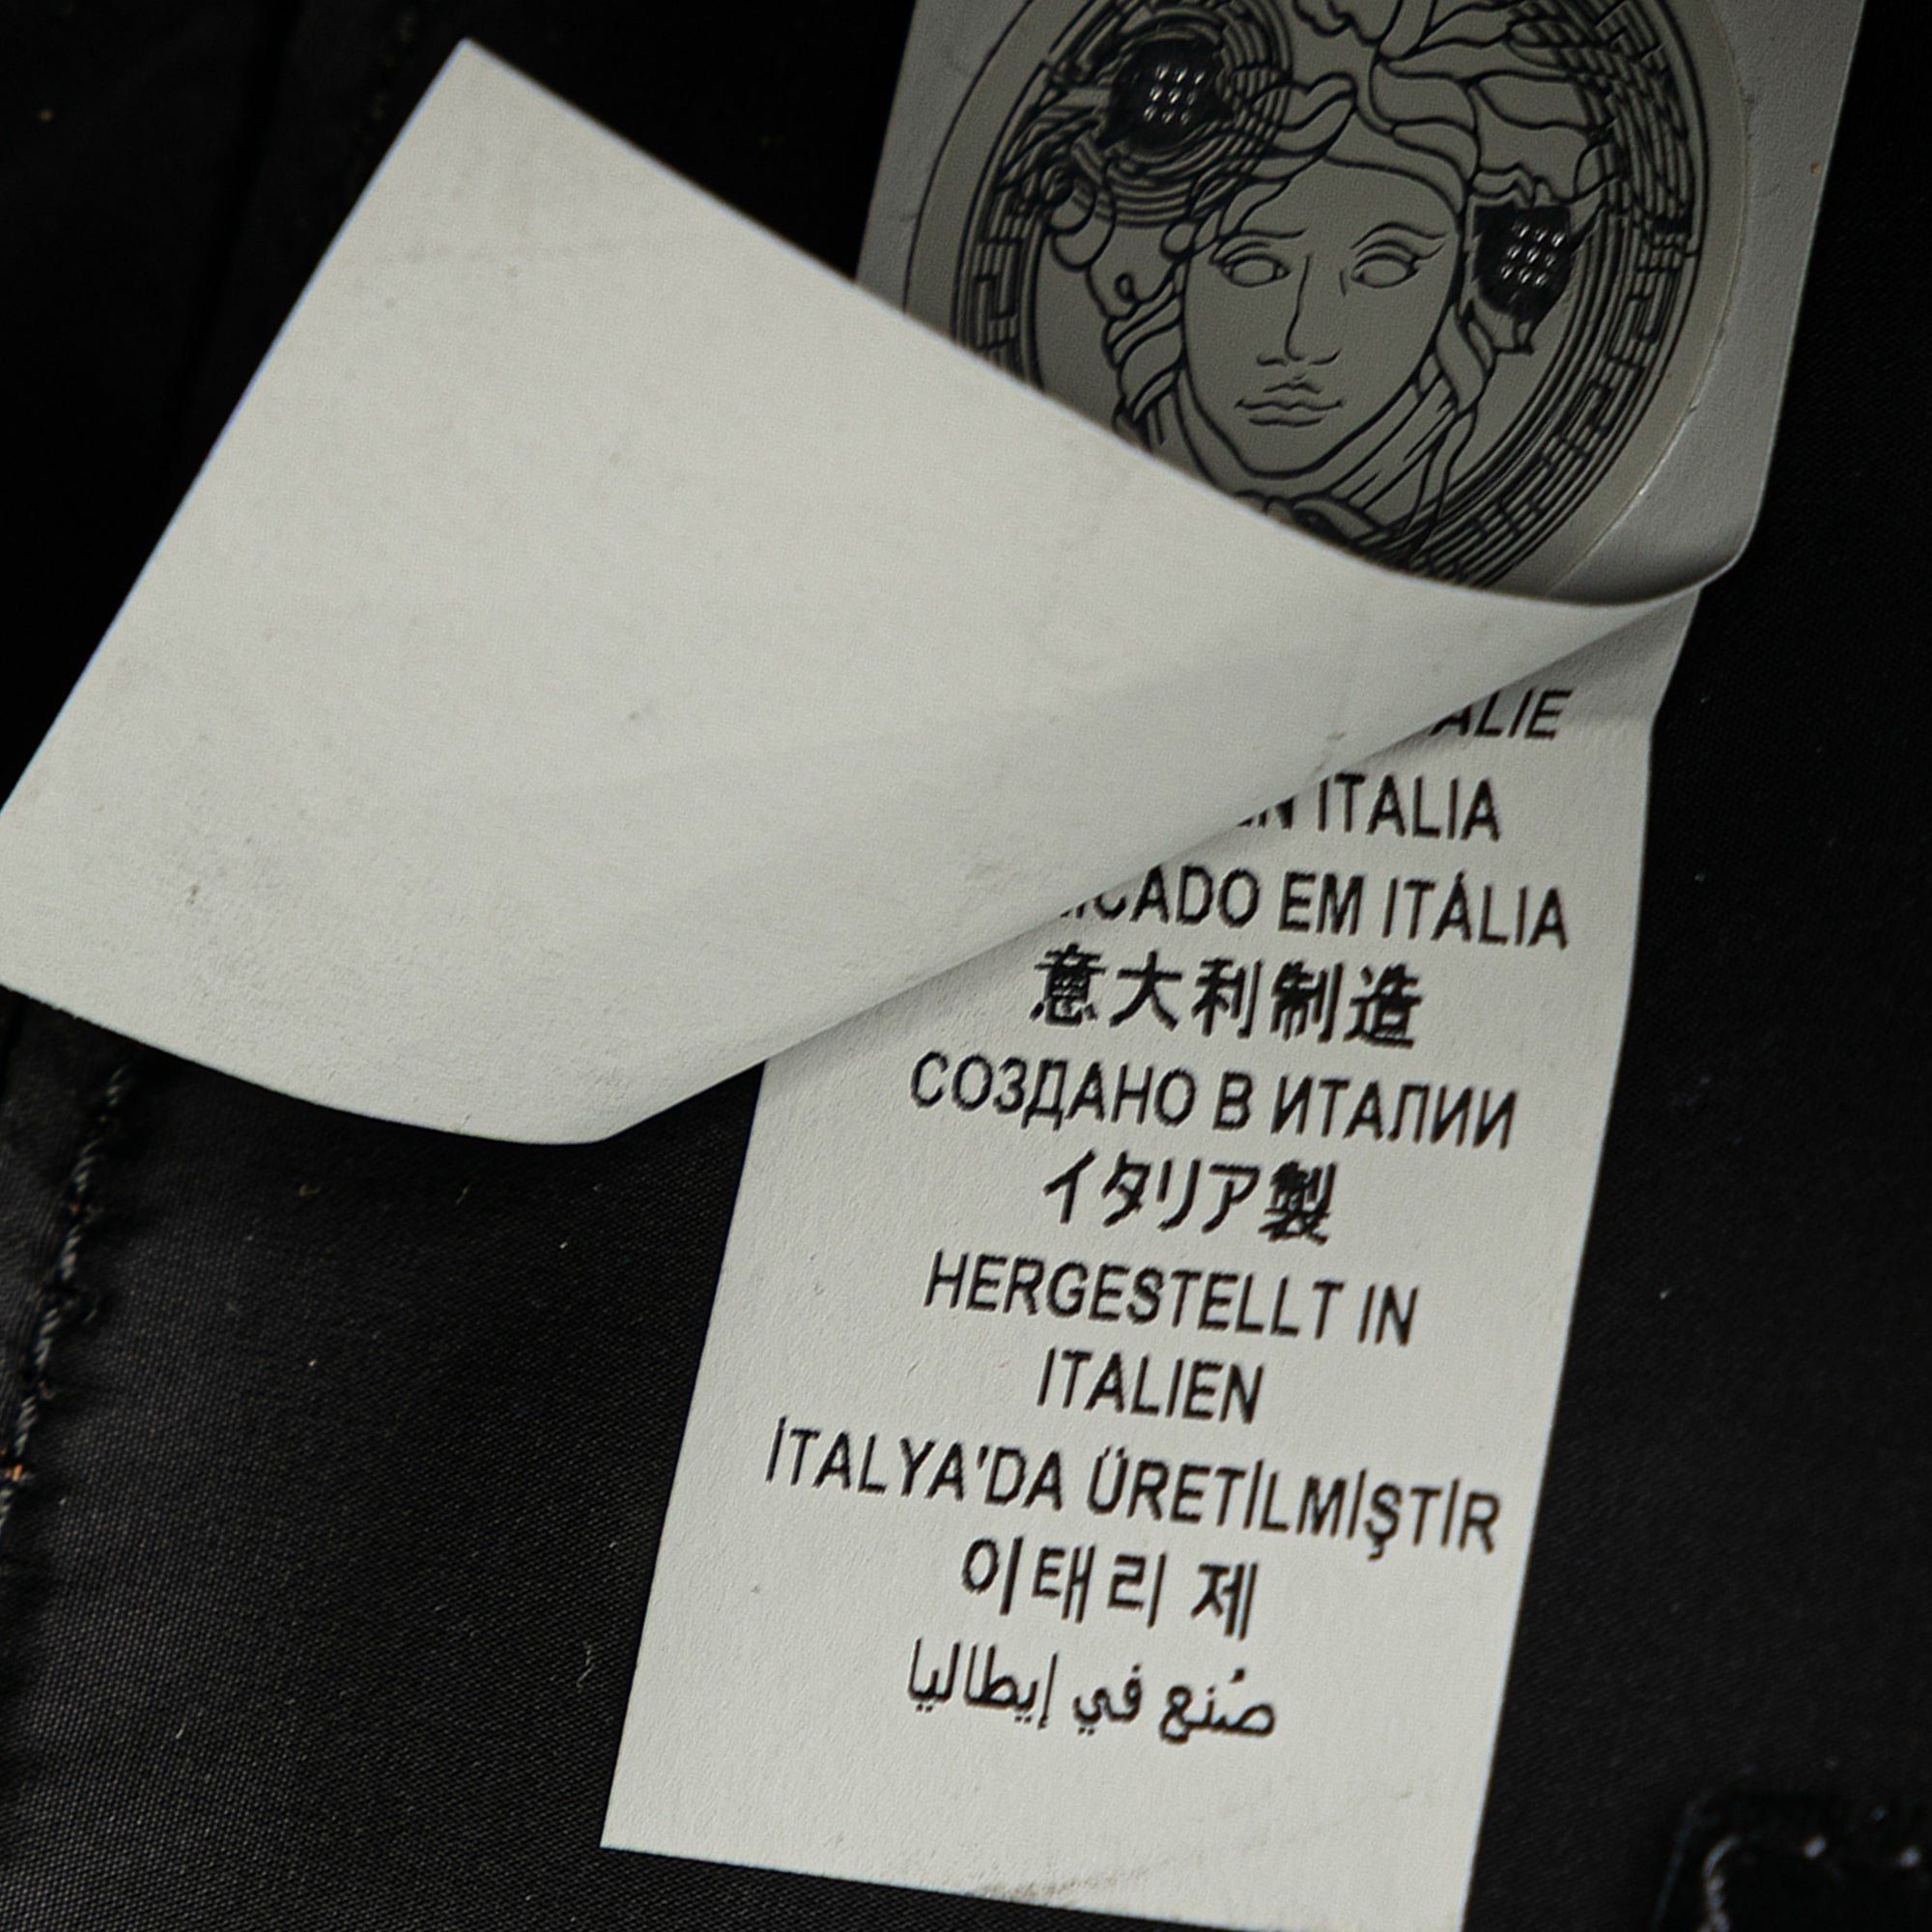 ITALIA
EM ITÁLIA
意大利制造
СОЗДАНО В ИТАЛИИ
イタリア製
HERGESTELLT IN
ITALIEN
İTALYA'DA ÜRETİLMİŞTİR
이태리 제
صُنع في إيطاليا